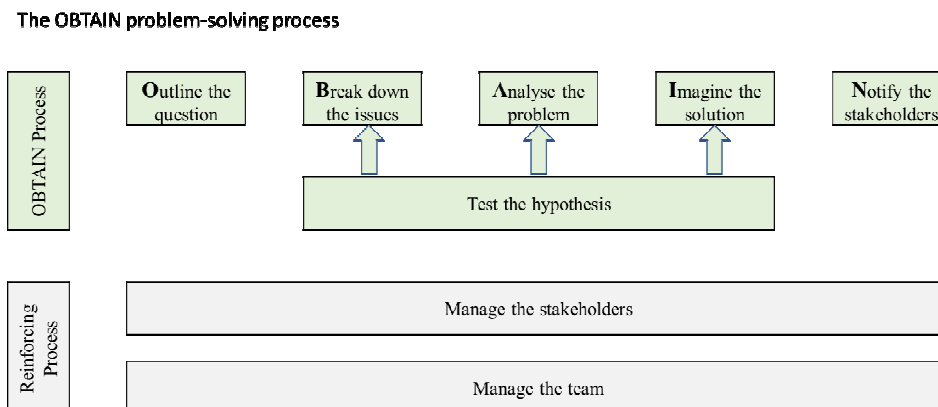 The OBTAIN problem-solving process
OBTAIN Process
Outline the
question
Break down
the issues
Analyse the
problem
Imagine the
solution
Notify the
stakeholders
Test the hypothesis
Reinforcing
Process
Manage the stakeholders
Manage the team